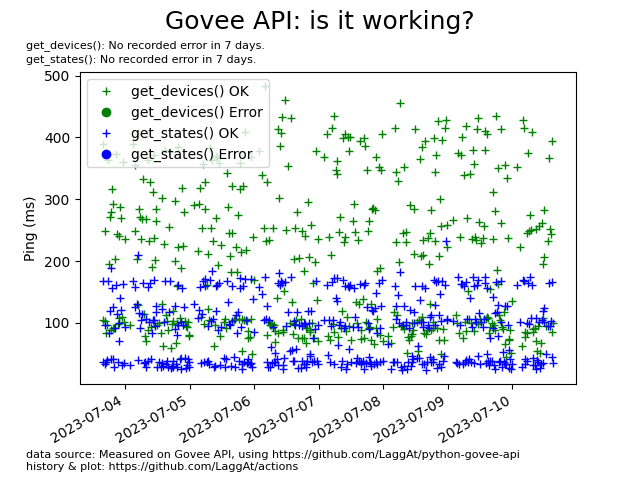 Govee API: is it working?
get_devices(): No recorded error in 7 days.
get_states(): No recorded error in 7 days.
500
400
300
200
100
Ping (ms)
get_devices() OK
get_devices() Error
get_states() OK
get_states() Error
2023-07-04
2023-07-05
2023-07-06
2023-07-07
2023-07-08
2023-07-09
2023-07-10
data source: Measured on Govee API, using https://github.com/LaggAt/python-govee-api
history & plot: https://github.com/LaggAt/actions